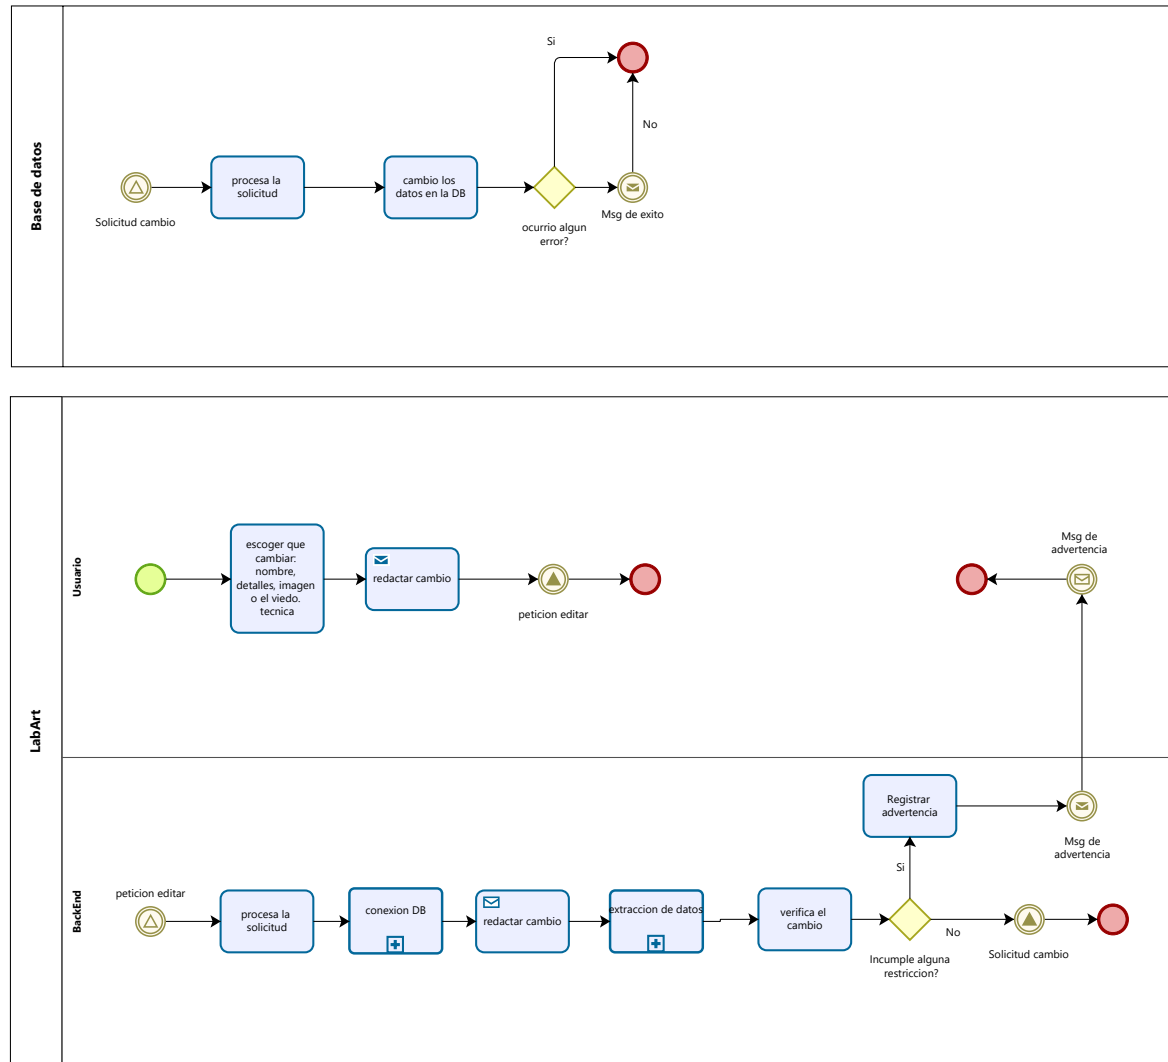 Base de datos
Solicitud cambio
procesa la
solicitud
cambio los
datos en la DB
Si
ocurrio algun
error?
No
Msg de exito
LabArt
Usuario
escoger que
cambiar:
nombre,
detalles, imagen
o el viedo.
tecnica
redactar cambio
peticion editar
Msg de
advertencia
BackEnd
peticion editar
procesa la
solicitud
conexion DB
redactar cambio
extraccion de datos
verifica el
cambio
Si
Incumple alguna
restriccion?
No
Registrar
advertencia
Msg de
advertencia
Solicitud cambio